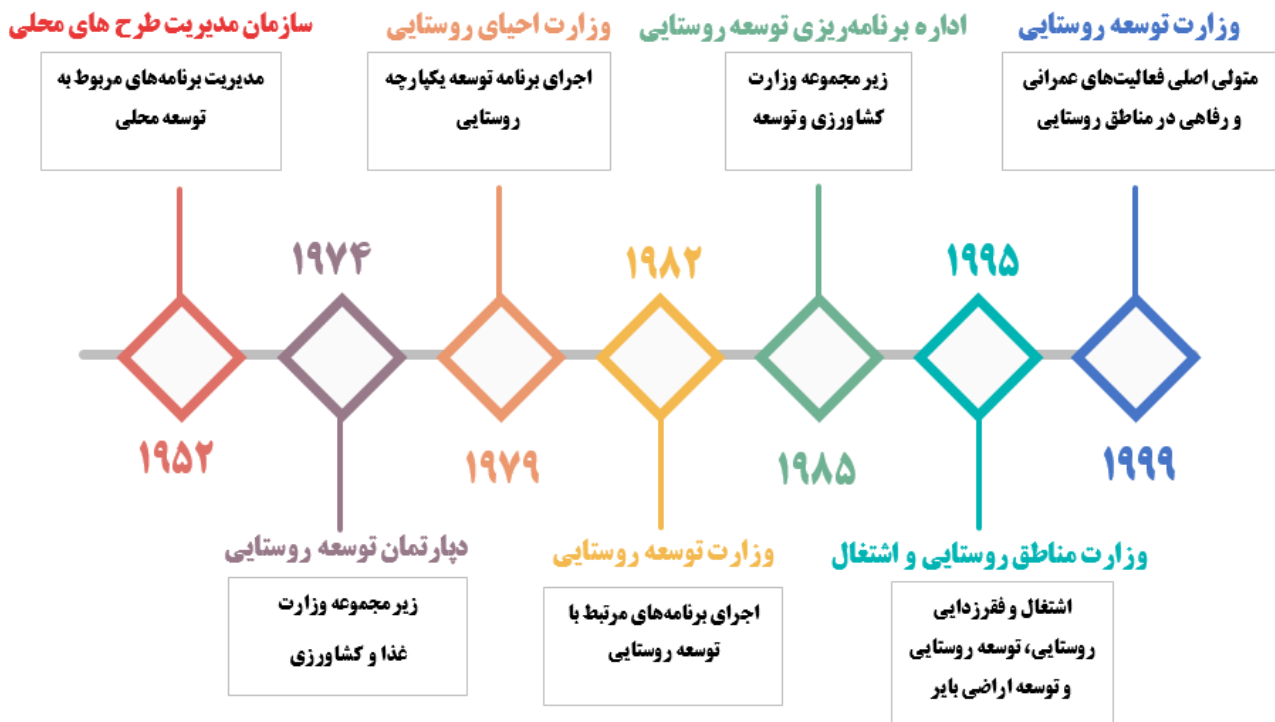 سازمان مدیریت طرح های محلی
مدیریت برنامه‌های مربوط به
توسعه محلی
۱۹۵۲
۱۹۷۴
دپارتمان توسعه روستایی
زیر مجموعه وزارت
غذا و کشاورزی
وزارت احیای روستایی
اجرای برنامه توسعه یکپارچه
روستایی
۱۹۷۹
۱۹۸۲
وزارت توسعه روستایی
اجرای برنامه‌های مرتبط با
توسعه روستایی
اداره برنامه‌ریزی توسعه روستایی
زیر مجموعه وزارت
کشاورزی و توسعه
۱۹۸۵
۱۹۹۵
وزارت مناطق روستایی و اشتغال
اشتغال و فقرزدایی
روستایی، توسعه روستایی
و توسعه اراضی بایر
وزارت توسعه روستایی
متولی اصلی فعالیت‌های عمرانی
و رفاهی در مناطق روستایی
۱۹۹۹